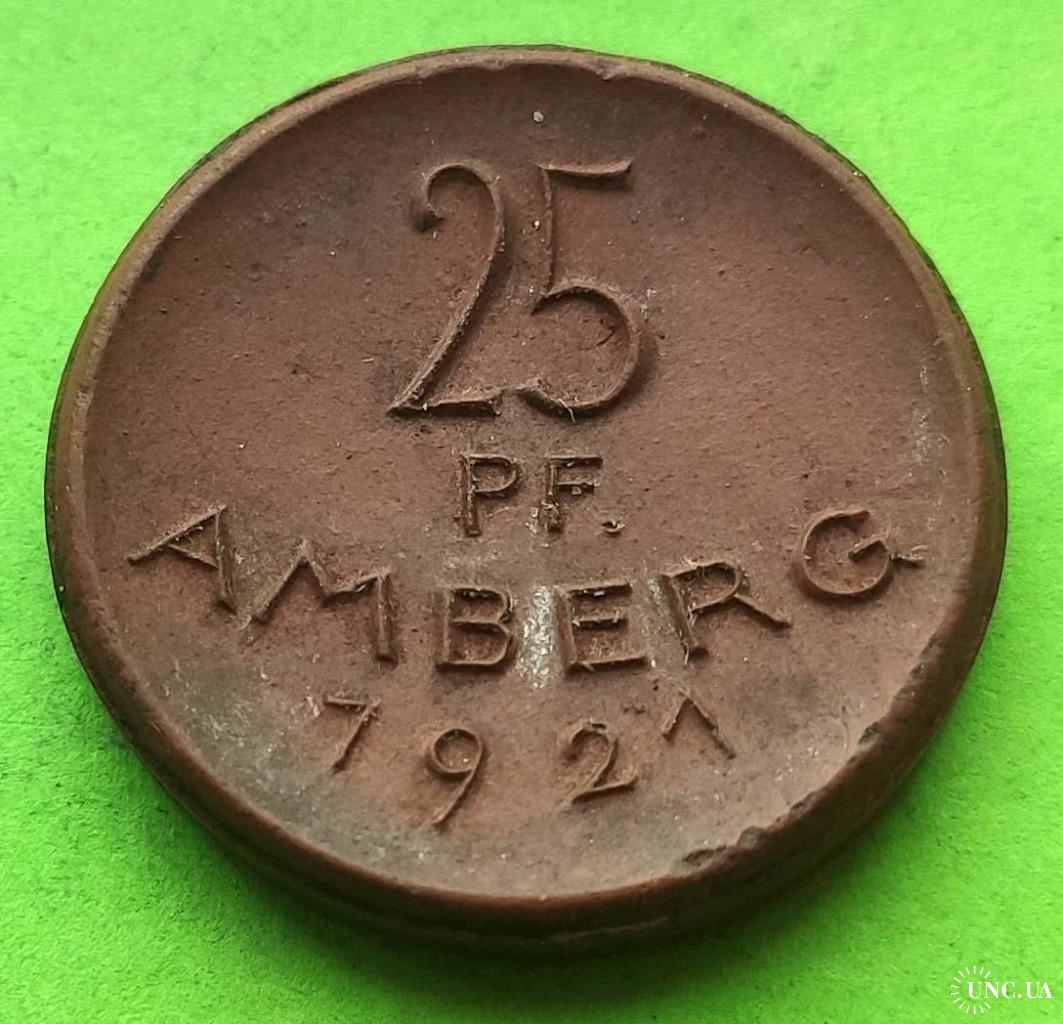 25
PF.
AMBERG
1921
UNC.UA